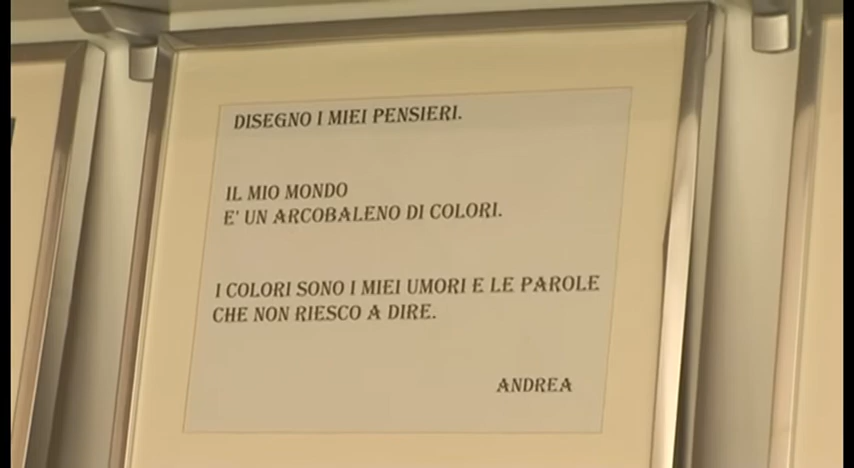 DISEGNO I MIEI PENSIERI.
IL MIO MONDO
E' UN ARCOBALENO DI COLORI.
I COLORI SONO I MIEI UMORI E LE PAROLE
CHE NON RIESCO A DIRE.
ANDREA